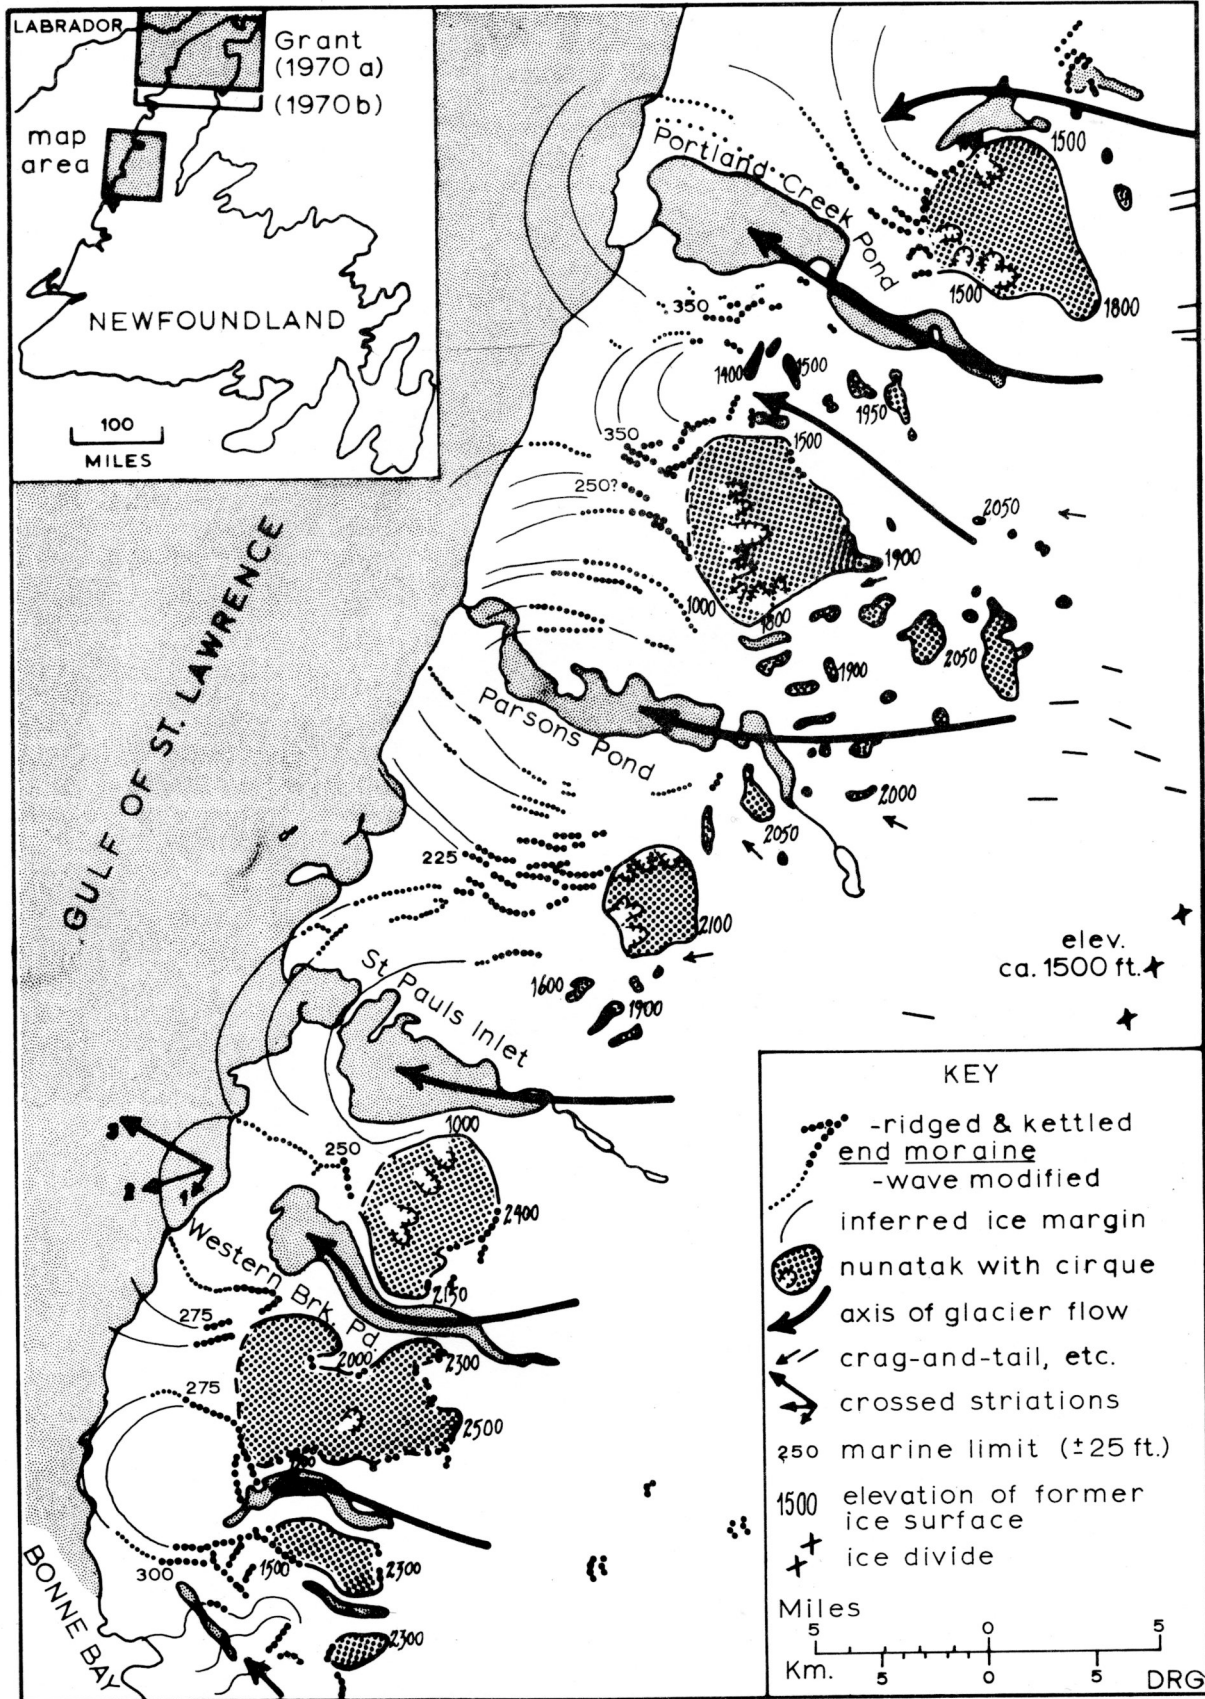 LABRADOR
Grant
(1970 a)
(1970 b)
map
area
NEWFOUNDLAND
100
MILES
GULF OF ST. LAWRENCE
Portland Creek Pond
1500
1500
1800
350
1400
1500
1950
350
1500
250?
2050
1900
1000
1800
1900
2050
Parsons Pond
2000
2050
225
2100
elev.
ca. 1500 ft.
St. Pauls Inlet
1600
1900
1000
250
3
2
1
2400
Western Brk. Pd.
2150
275
2000
2300
275
2500
300
1500
2300
2300
BONNE BAY
KEY
-ridged & kettled
end moraine
-wave modified
inferred ice margin
nunatak with cirque
axis of glacier flow
crag-and-tail, etc.
crossed striations
250 marine limit (±25 ft.)
1500 elevation of former
ice surface
ice divide
Miles
5 0 5
Km. 5 0 5 DRG